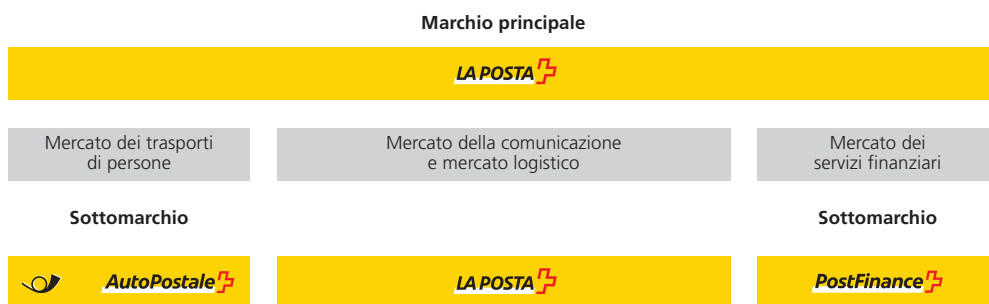 Marchio principale
LA POSTA
Mercato dei trasporti
di persone
Mercato della comunicazione
e mercato logistico
Mercato dei
servizi finanziari
Sottomarchio
Sottomarchio
AutoPostale
LA POSTA
PostFinance